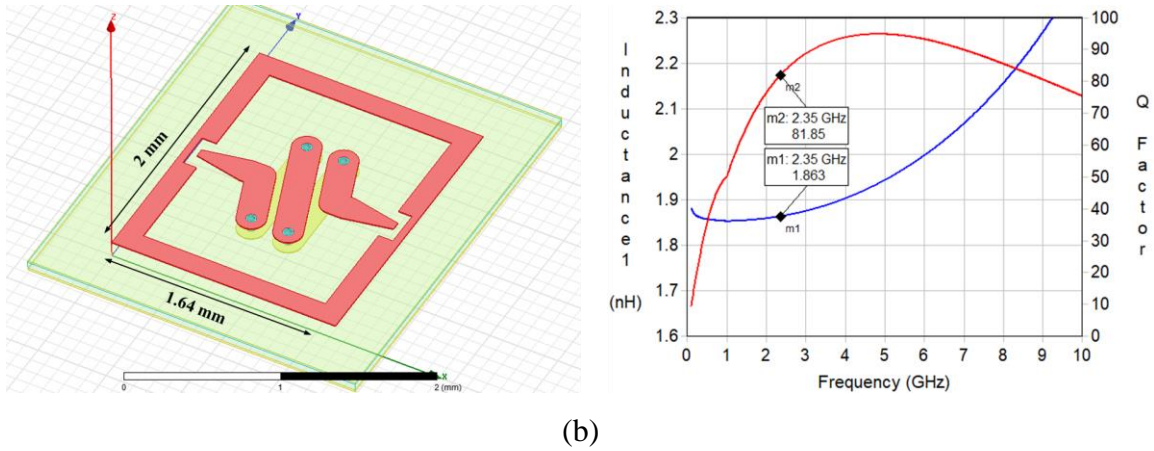 Z
Y
2 mm
1.64 mm
X
0
1
2 (mm)
Inductance1
(nH)
2.3
2.2
2.1
2
1.9
1.8
1.7
1.6
100
90
80
70
60
50
40
30
20
10
0
Q Factor
m2
m2: 2.35 GHz
81.85
m1: 2.35 GHz
1.863
m1
0 1 2 3 4 5 6 7 8 9 10
Frequency (GHz)
(b)